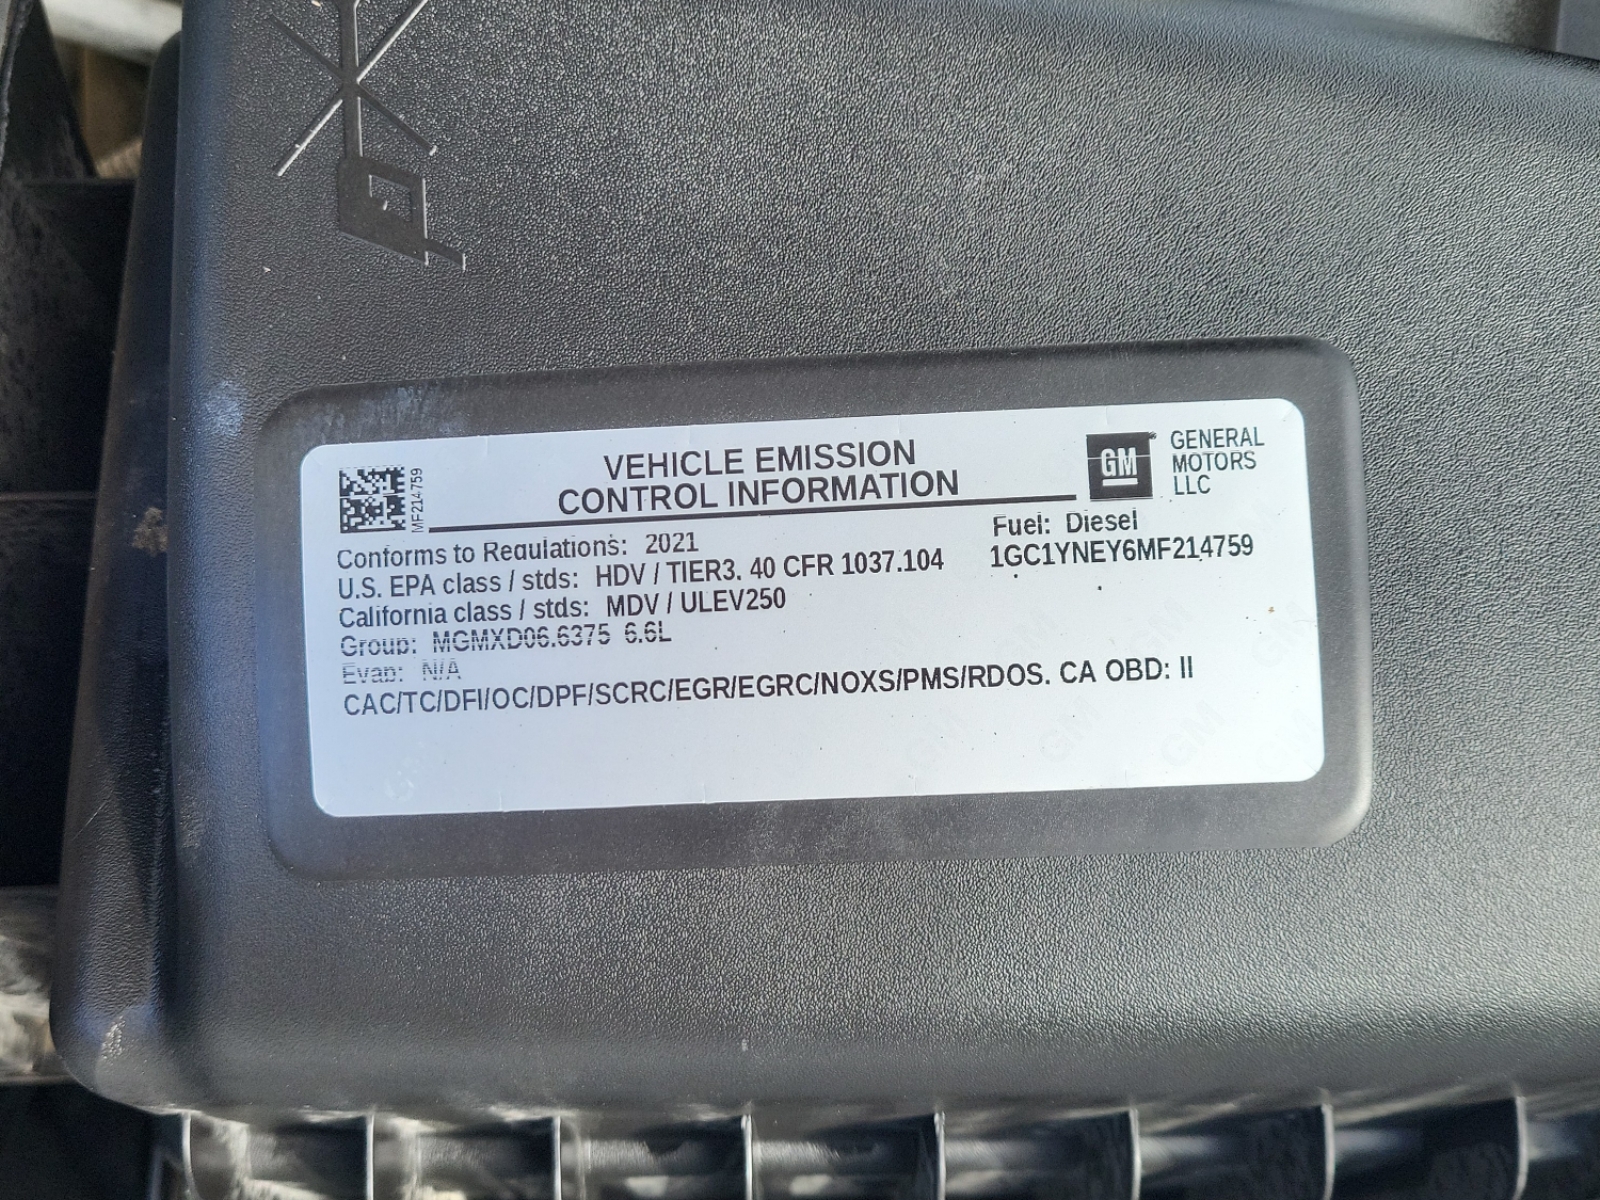 MF214759
VEHICLE EMISSION
CONTROL INFORMATION
GM
GENERAL
MOTORS
LLC
Conforms to Regulations: 2021
Fuel: Diesel
U.S. EPA class / stds: HDV / TIER3. 40 CFR 1037.104
1GC1YNEY6MF214759
California class / stds: MDV / ULEV250
Group: MGMXD06.6375 6.6L
Evap: N/A
CAC/TC/DFI/OC/DPF/SCRC/EGR/EGRC/NOXS/PMS/RDOS. CA OBD: II